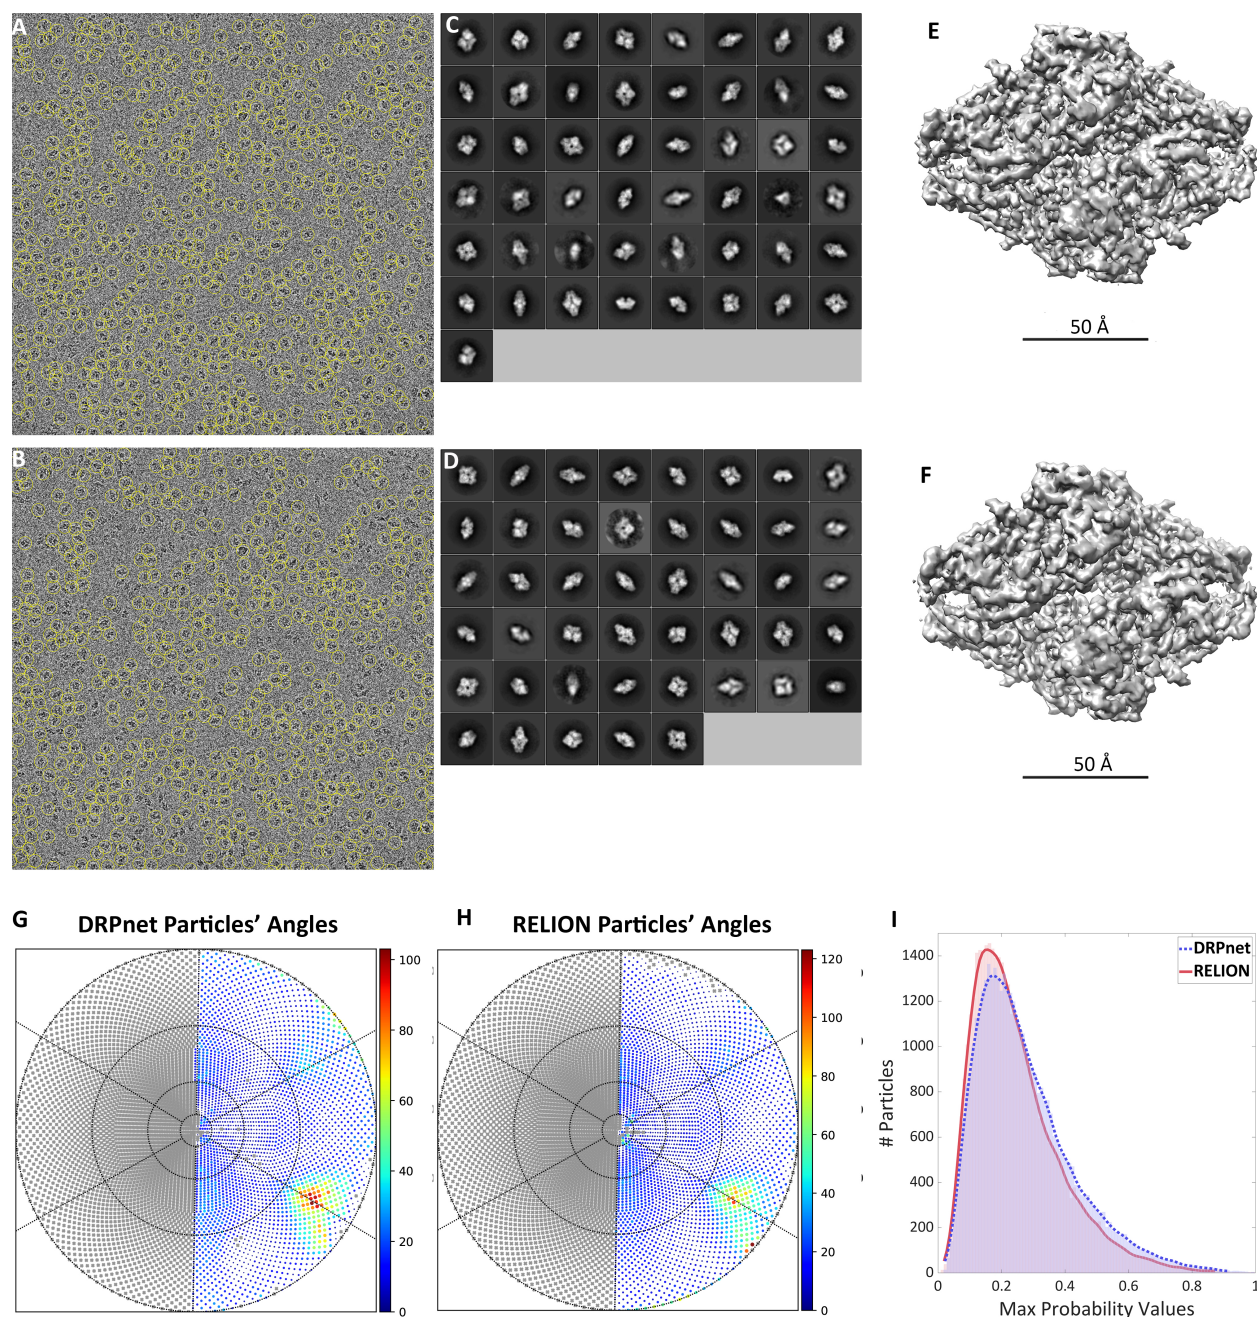 A
C
E
50 Å
B
D
F
50 Å
G
DRPnet Particles' Angles
H
RELION Particles' Angles
I
100
80
60
40
20
0
120
100
80
60
40
20
0
DRPnet
RELION
1400
1200
1000
800
600
400
200
0
# Particles
0
0.2
0.4
0.6
0.8
1
Max Probability Values